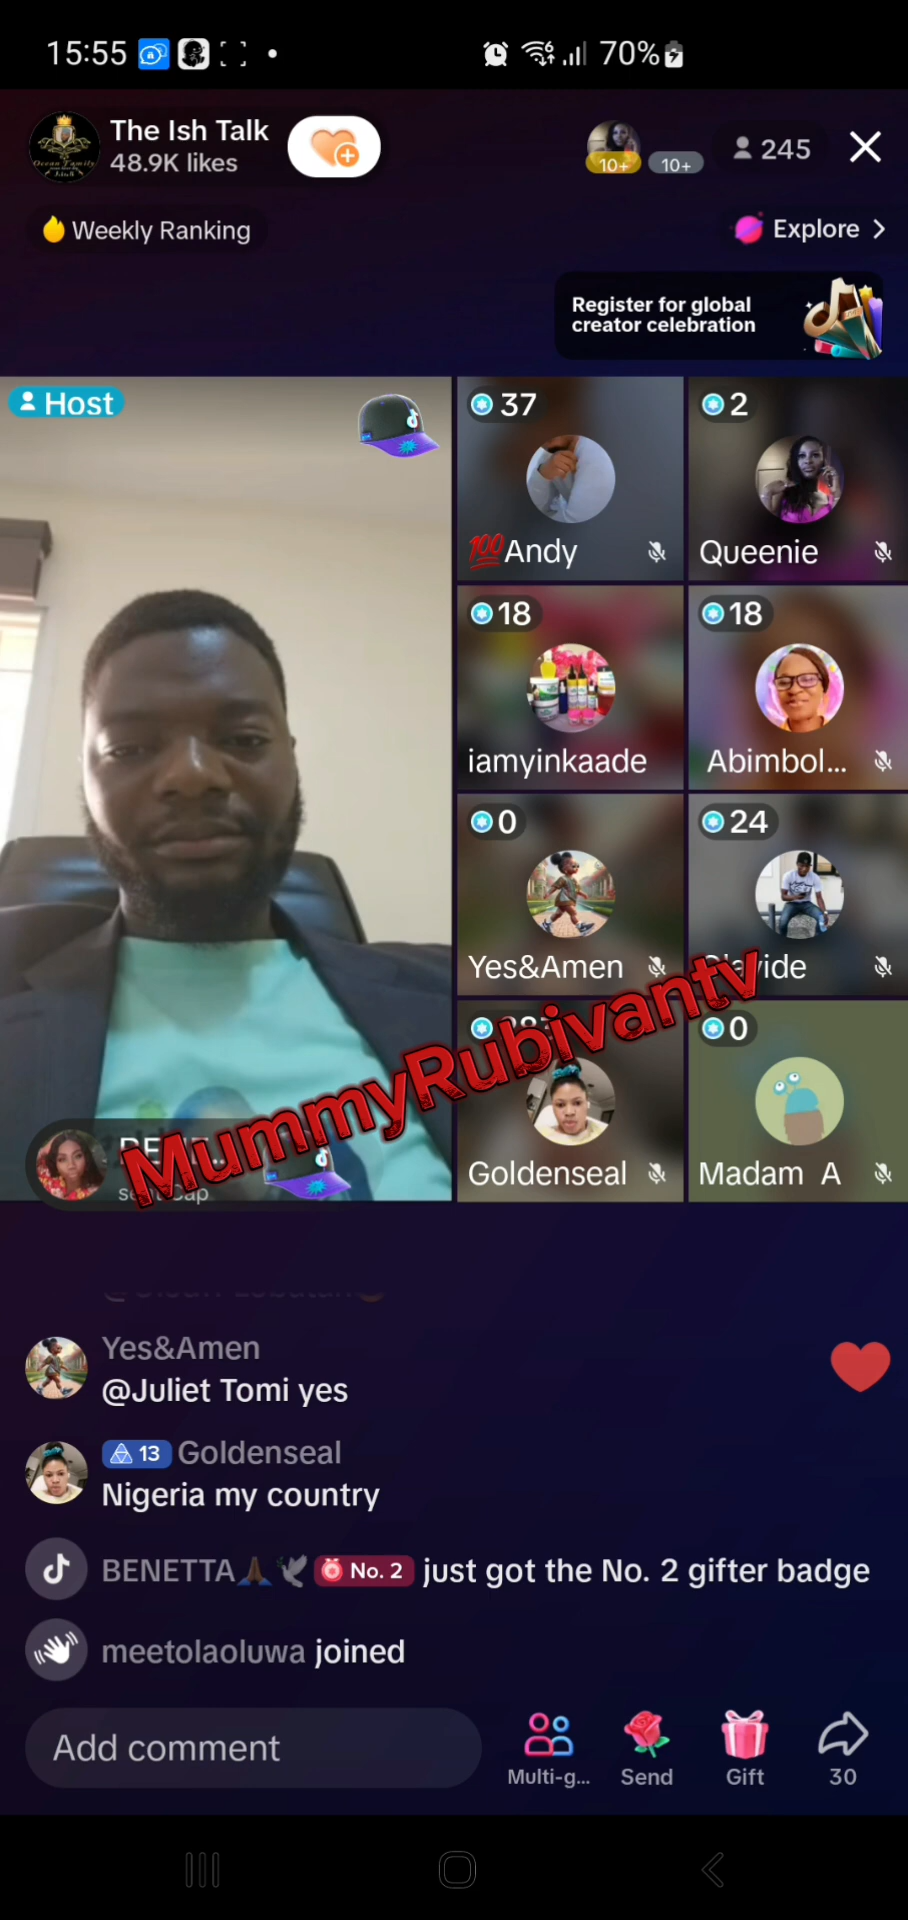 15:55
70%
The Ish Talk
48.9K likes
10+
10+
245
Weekly Ranking
Explore
Register for global
creator celebration
Host
37
2
100 Andy
Queenie
18
18
iamyinkaade
Abimbol...
0
24
Yes&Amen
MummyRubivantv
0
Goldenseal
Madam A
Yes&Amen
@Juliet Tomi yes
13 Goldenseal
Nigeria my country
BENETTA No. 2 just got the No. 2 gifter badge
meetolaoluwa joined
Add comment
Multi-g...
Send
Gift
30